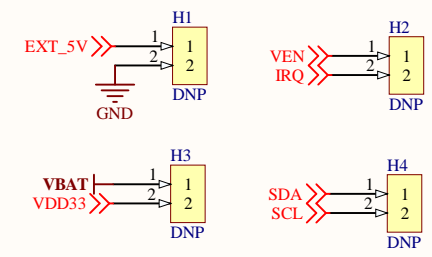 H1
EXT_5V 1 1
2 2
GND
DNP
H2
VEN 1 1
IRQ 2 2
DNP
H3
VBAT 1 1
VDD33 2 2
DNP
H4
SDA 1 1
SCL 2 2
DNP